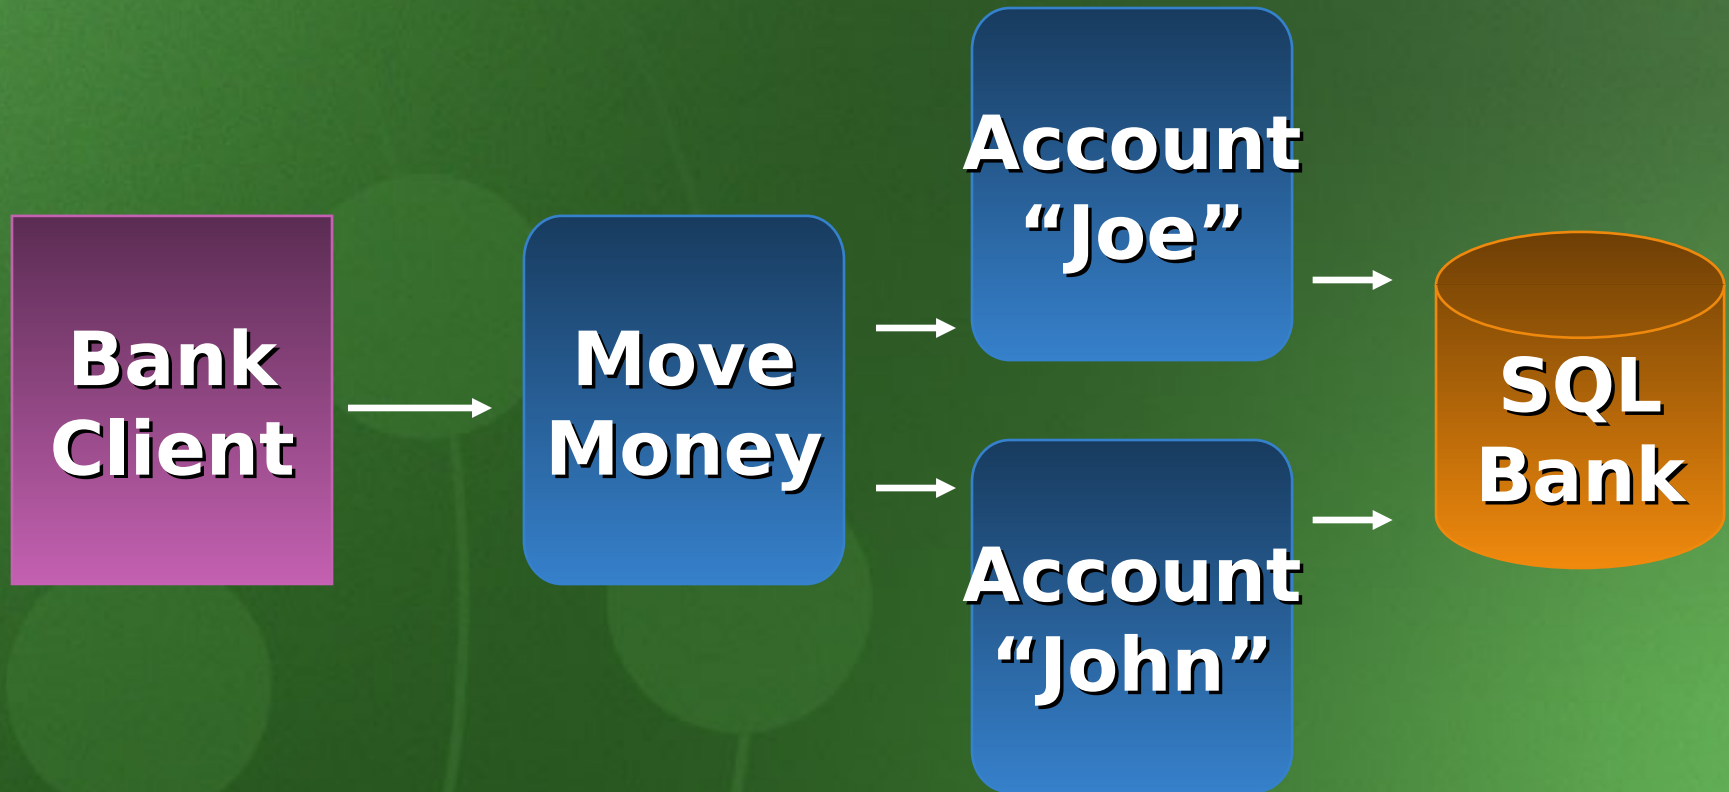 Bank
Client
Move
Money
Account
“Joe”
Account
“John”
SQL
Bank